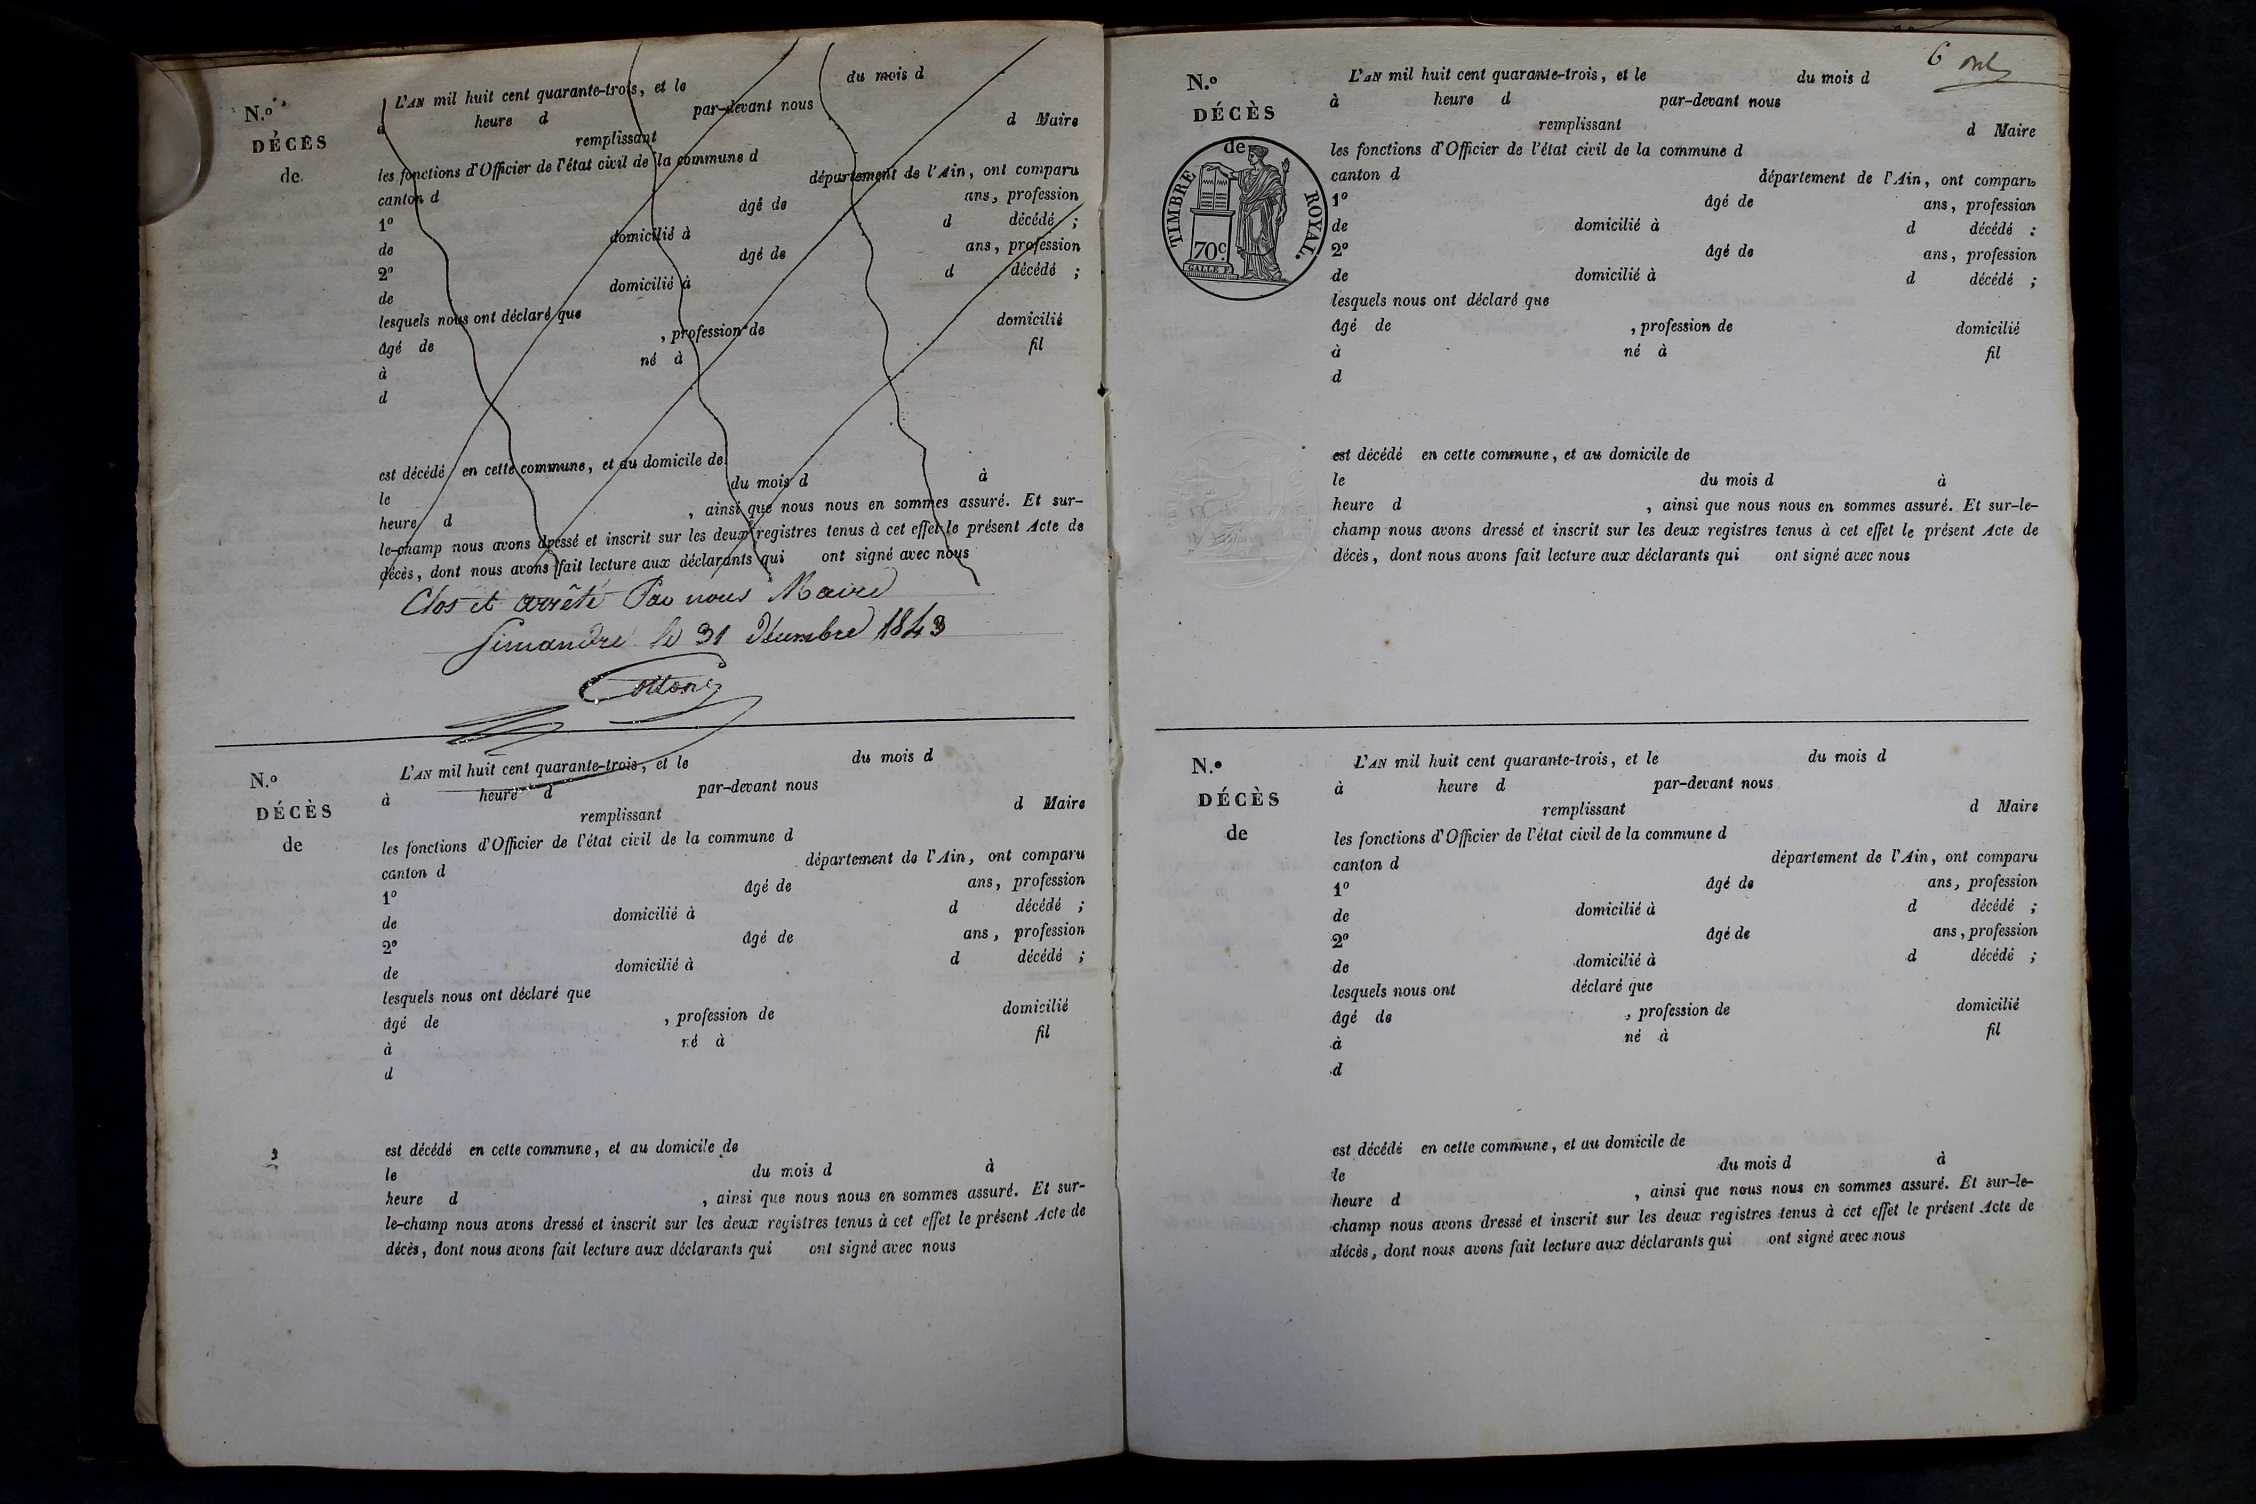 N.º
DÉCÈS
de
L'AN mil huit cent quarante-trois, et le du mois d
à heure d par-devant nous
remplissant d Maire
les fonctions d'Officier de l'état civil de la commune d
canton d département de l'Ain, ont comparu
1º âgé de ans, profession
de domicilié à d décédé ;
2º âgé de ans, profession
de domicilié à d décédé ;
lesquels nous ont déclaré que
âgé de , profession de domicilié
à né à fil
d
est décédé en cette commune, et au domicile de
le du mois d à
heure d , ainsi que nous nous en sommes assuré. Et sur-
le-champ nous avons dressé et inscrit sur les deux registres tenus à cet effet le présent Acte de
décès, dont nous avons fait lecture aux déclarants qui ont signé avec nous
Clos et arrêté Par nous Maire
Simandre le 31 Décembre 1843
N.º
DÉCÈS
de
L'AN mil huit cent quarante-trois, et le du mois d
à heure d par-devant nous
remplissant d Maire
les fonctions d'Officier de l'état civil de la commune d
canton d département de l'Ain, ont comparu
1º âgé de ans, profession
de domicilié à d décédé ;
2º âgé de ans, profession
de domicilié à d décédé ;
lesquels nous ont déclaré que
âgé de , profession de domicilié
à né à fil
d
est décédé en cette commune, et au domicile de
le du mois d à
heure d , ainsi que nous nous en sommes assuré. Et sur-
le-champ nous avons dressé et inscrit sur les deux registres tenus à cet effet le présent Acte de
décès, dont nous avons fait lecture aux déclarants qui ont signé avec nous
6
N.º
DÉCÈS
de
TIMBRE ROYAL.
70c.
GALLE F.
L'AN mil huit cent quarante-trois, et le du mois d
à heure d par-devant nous
remplissant d Maire
les fonctions d'Officier de l'état civil de la commune d
canton d département de l'Ain, ont comparu
1º âgé de ans, profession
de domicilié à d décédé ;
2º âgé de ans, profession
de domicilié à d décédé ;
lesquels nous ont déclaré que
âgé de , profession de domicilié
à né à fil
d
est décédé en cette commune, et au domicile de
le du mois d à
heure d , ainsi que nous nous en sommes assuré. Et sur-le-
champ nous avons dressé et inscrit sur les deux registres tenus à cet effet le présent Acte de
décès, dont nous avons fait lecture aux déclarants qui ont signé avec nous
N.º
DÉCÈS
de
L'AN mil huit cent quarante-trois, et le du mois d
à heure d par-devant nous
remplissant d Maire
les fonctions d'Officier de l'état civil de la commune d
canton d département de l'Ain, ont comparu
1º âgé de ans, profession
de domicilié à d décédé ;
2º âgé de ans, profession
de domicilié à d décédé ;
lesquels nous ont déclaré que
âgé de , profession de domicilié
à né à fil
d
est décédé en cette commune, et au domicile de
le du mois d à
heure d , ainsi que nous nous en sommes assuré. Et sur-le-
champ nous avons dressé et inscrit sur les deux registres tenus à cet effet le présent Acte de
décès, dont nous avons fait lecture aux déclarants qui ont signé avec nous